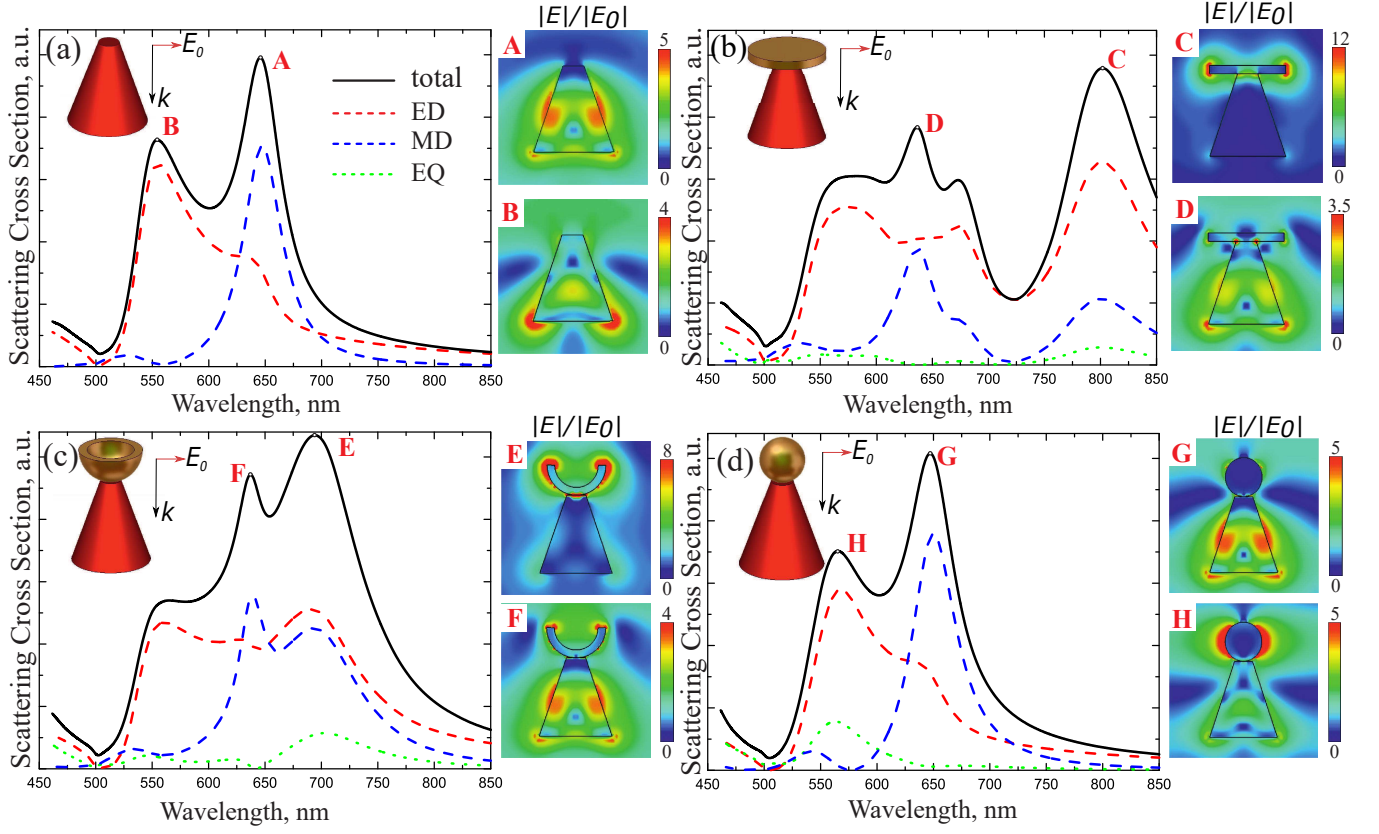 (a)
E0
k
B
A
total
ED
MD
EQ
Scattering Cross Section, a.u.
450 500 550 600 650 700 750 800 850
Wavelength, nm
|E|/|E0|
A
5
0
B
4
0
(b)
E0
k
D
C
Scattering Cross Section, a.u.
450 500 550 600 650 700 750 800 850
Wavelength, nm
|E|/|E0|
C
12
0
D
3.5
0
(c)
E0
k
F
E
Scattering Cross Section, a.u.
450 500 550 600 650 700 750 800 850
Wavelength, nm
|E|/|E0|
E
8
0
F
4
0
(d)
E0
k
H
G
Scattering Cross Section, a.u.
450 500 550 600 650 700 750 800 850
Wavelength, nm
|E|/|E0|
G
5
0
H
5
0